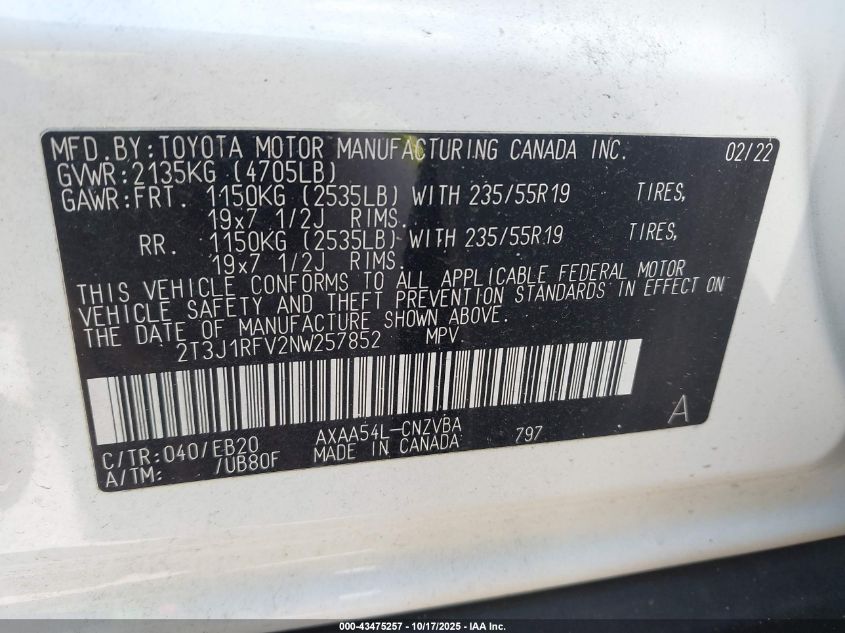 MFD.BY:TOYOTA MOTOR MANUFACTURING CANADA INC. 02/22
GVWR:2135KG (4705LB)
GAWR:FRT. 1150KG (2535LB) WITH 235/55R19 TIRES,
19x7 1/2J RIMS.
RR. 1150KG (2535LB) WITH 235/55R19 TIRES,
19x7 1/2J RIMS.
THIS VEHICLE CONFORMS TO ALL APPLICABLE FEDERAL MOTOR
VEHICLE SAFETY AND THEFT PREVENTION STANDARDS IN EFFECT ON
THE DATE OF MANUFACTURE SHOWN ABOVE.
2T3J1RFV2NW257852 MPV
A
C/TR:040/EB20 AXAA54L-CNZVBA 797
A/TM: /UB80F MADE IN CANADA
000-43475257 - 10/17/2025 - IAA Inc.